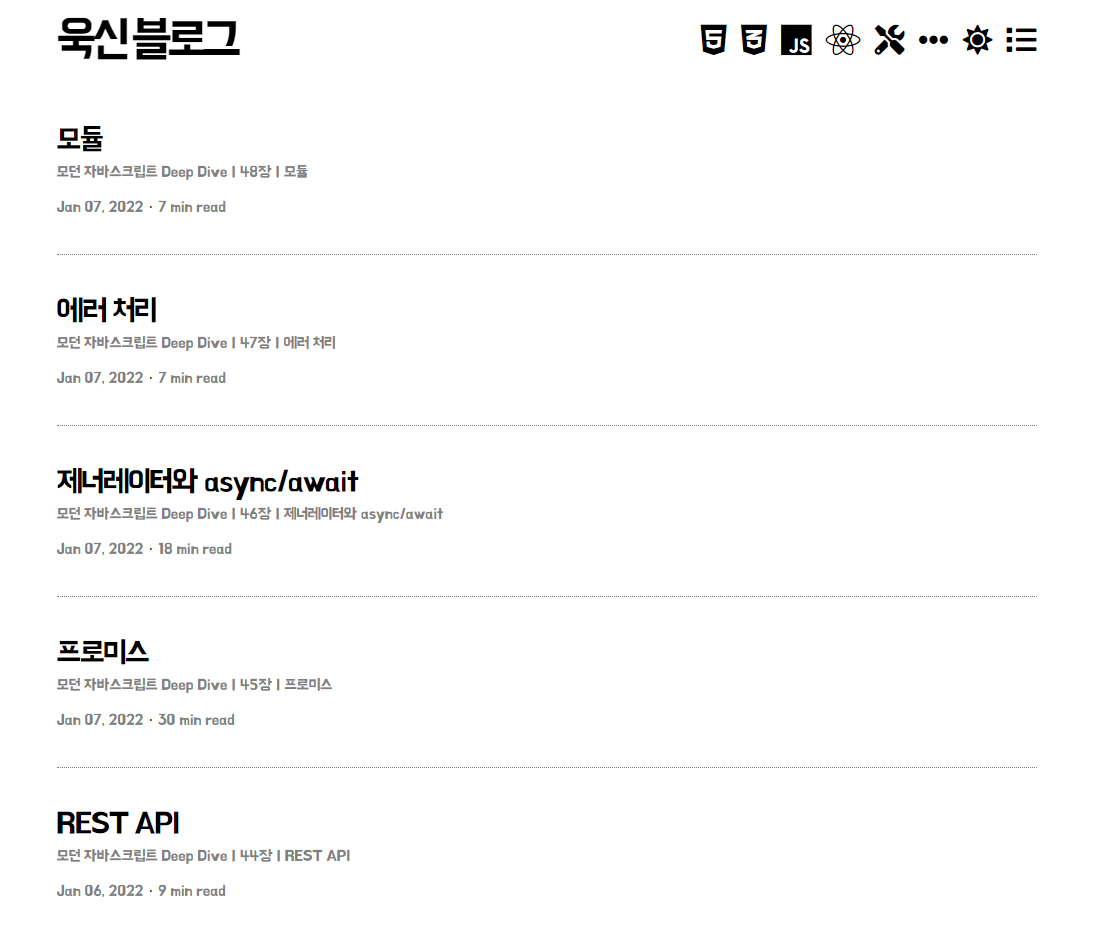 욱신블로그
JS
모듈
모던 자바스크립트 Deep Dive | 48장 | 모듈
Jan 07, 2022 · 7 min read
에러 처리
모던 자바스크립트 Deep Dive | 47장 | 에러 처리
Jan 07, 2022 · 7 min read
제너레이터와 async/await
모던 자바스크립트 Deep Dive | 46장 | 제너레이터와 async/await
Jan 07, 2022 · 18 min read
프로미스
모던 자바스크립트 Deep Dive | 45장 | 프로미스
Jan 07, 2022 · 30 min read
REST API
모던 자바스크립트 Deep Dive | 44장 | REST API
Jan 06, 2022 · 9 min read